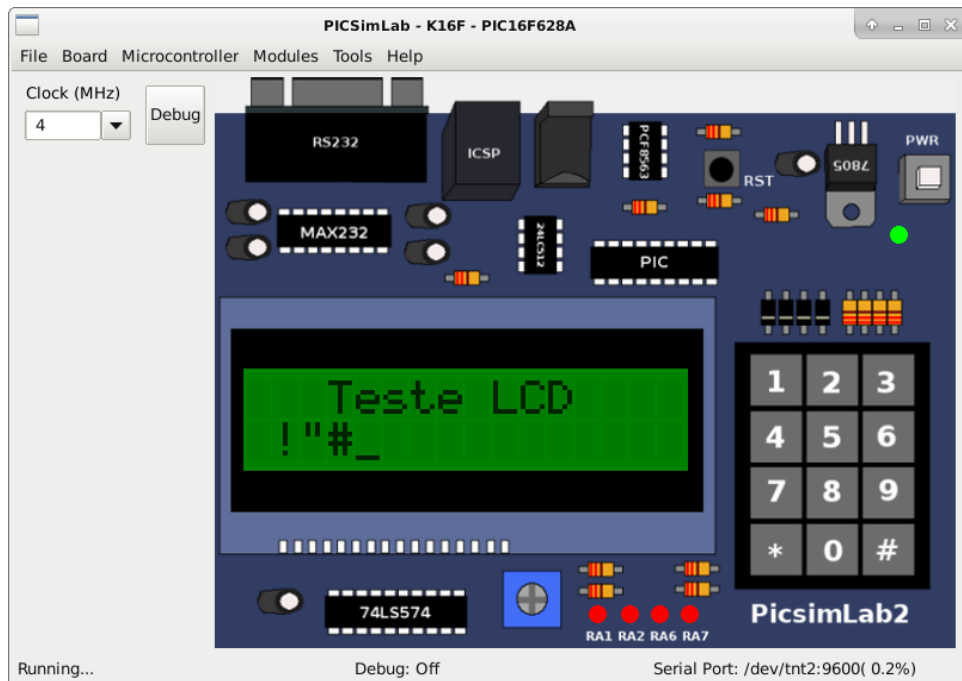 PICSimLab - K16F - PIC16F628A
File Board Microcontroller Modules Tools Help
Clock (MHz)
4
Debug
RS232
ICSP
PCF8563
RST
7805
PWR
MAX232
24LC512
PIC
Teste LCD
!"#_
1 2 3
4 5 6
7 8 9
* 0 #
74LS574
RA1 RA2 RA6 RA7
PicsimLab2
Running...
Debug: Off
Serial Port: /dev/tnt2:9600( 0.2%)